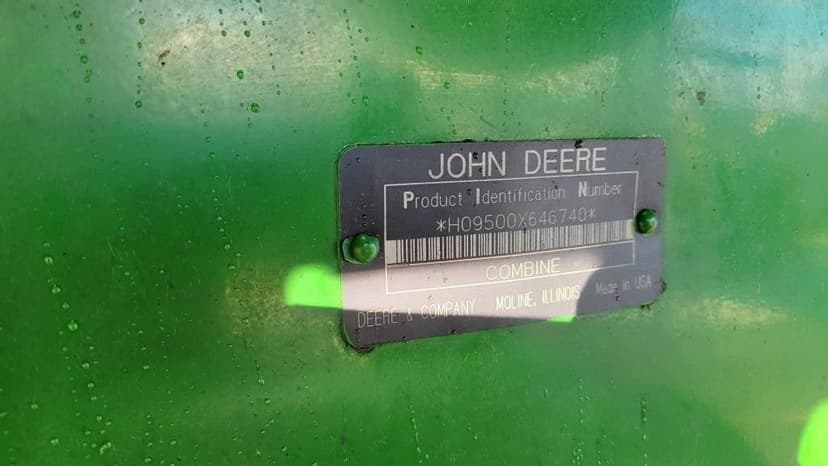 JOHN DEERE
Product Identification Number
*H09500X646740*
COMBINE
DEERE & COMPANY MOLINE, ILLINOIS Made in USA